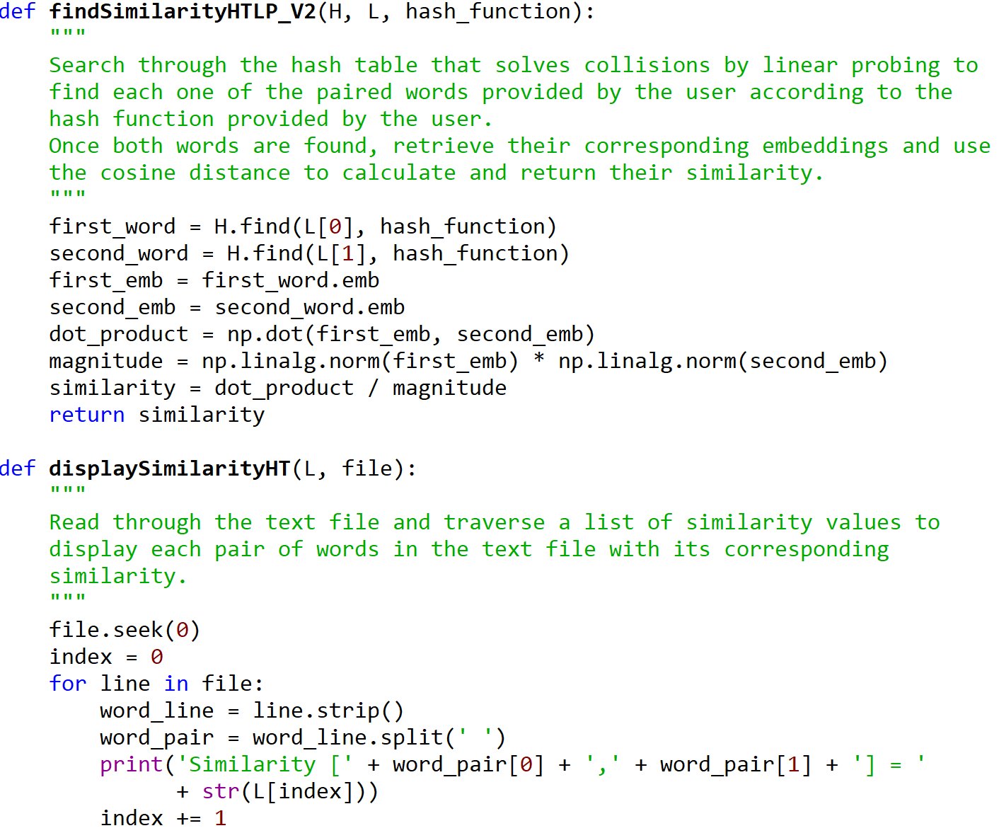 def findSimilarityHTLP_V2(H, L, hash_function):
    """
    Search through the hash table that solves collisions by linear probing to
    find each one of the paired words provided by the user according to the
    hash function provided by the user.
    Once both words are found, retrieve their corresponding embeddings and use
    the cosine distance to calculate and return their similarity.
    """
    first_word = H.find(L[0], hash_function)
    second_word = H.find(L[1], hash_function)
    first_emb = first_word.emb
    second_emb = second_word.emb
    dot_product = np.dot(first_emb, second_emb)
    magnitude = np.linalg.norm(first_emb) * np.linalg.norm(second_emb)
    similarity = dot_product / magnitude
    return similarity

def displaySimilarityHT(L, file):
    """
    Read through the text file and traverse a list of similarity values to
    display each pair of words in the text file with its corresponding
    similarity.
    """
    file.seek(0)
    index = 0
    for line in file:
        word_line = line.strip()
        word_pair = word_line.split(' ')
        print('Similarity [' + word_pair[0] + ',' + word_pair[1] + '] = '
              + str(L[index]))
        index += 1